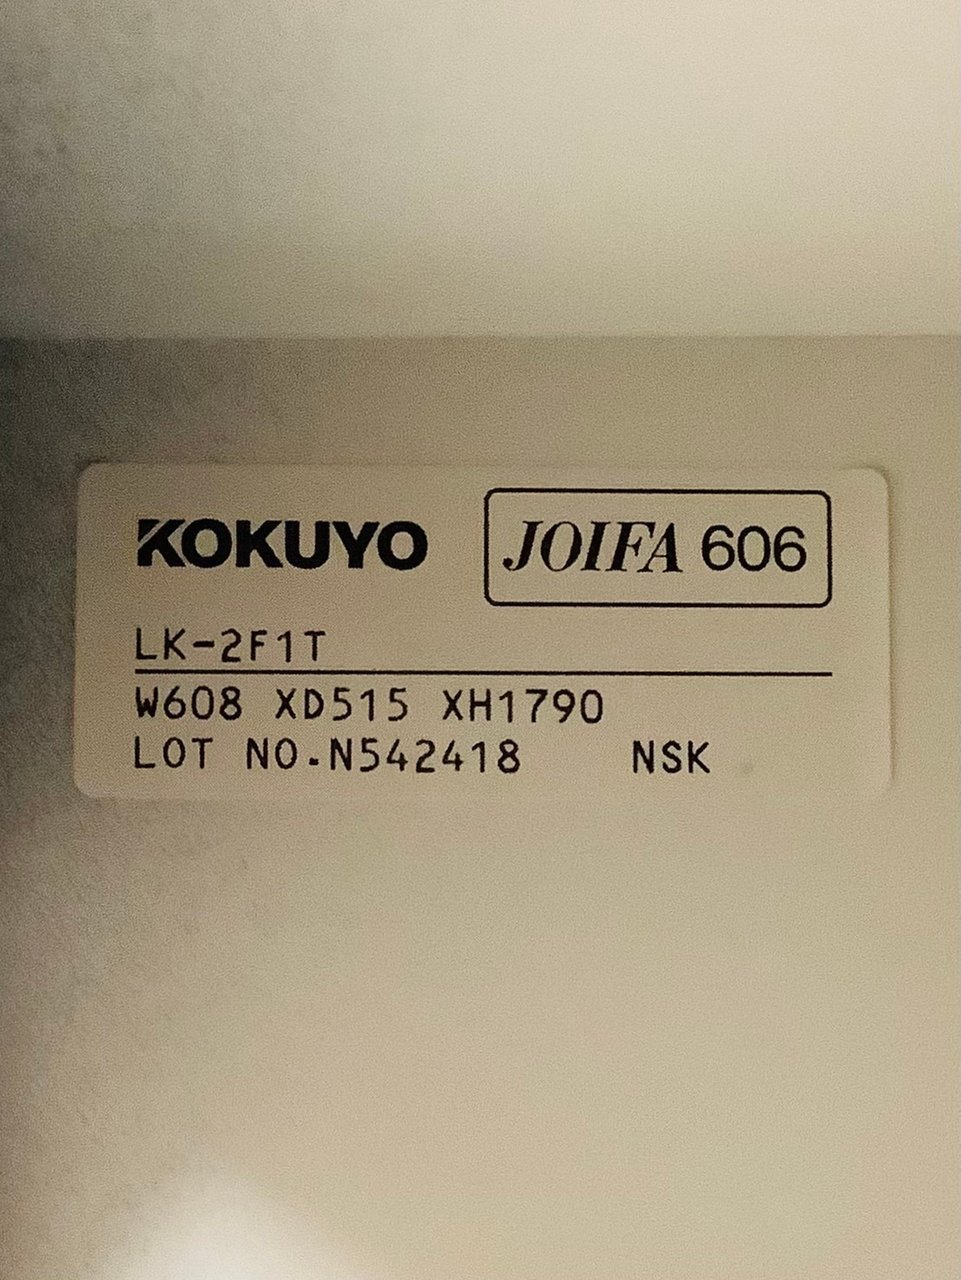 KOKUYO JOIFA 606
LK-2F1T
W608 XD515 XH1790
LOT NO.N542418 NSK